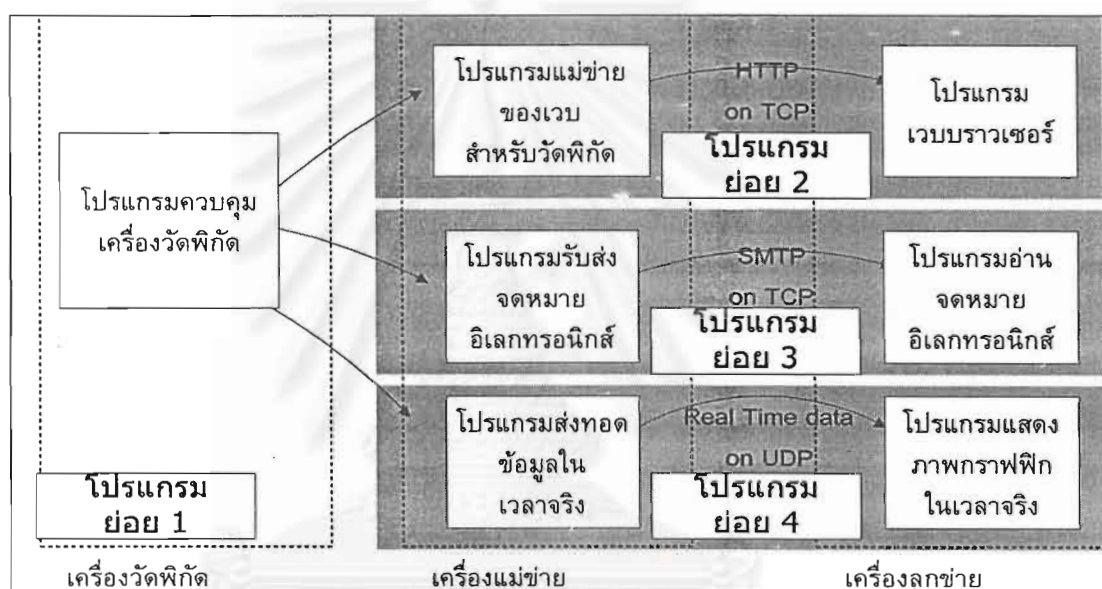 โปรแกรมควบคุม
เครื่องวัดพิกัด
โปรแกรม
ย่อย 1
โปรแกรมแม่ข่าย
ของเวบ
สำหรับวัดพิกัด
HTTP
on TCP
โปรแกรม
ย่อย 2
โปรแกรม
เวบบราวเซอร์
โปรแกรมรับส่ง
จดหมาย
อิเลกทรอนิกส์
SMTP
on TCP
โปรแกรม
ย่อย 3
โปรแกรมอ่าน
จดหมาย
อิเลกทรอนิกส์
โปรแกรมส่งทอด
ข้อมูลใน
เวลาจริง
Real Time data
on UDP
โปรแกรม
ย่อย 4
โปรแกรมแสดง
ภาพกราฟฟิก
ในเวลาจริง
เครื่องวัดพิกัด
เครื่องแม่ข่าย
เครื่องลกข่าย